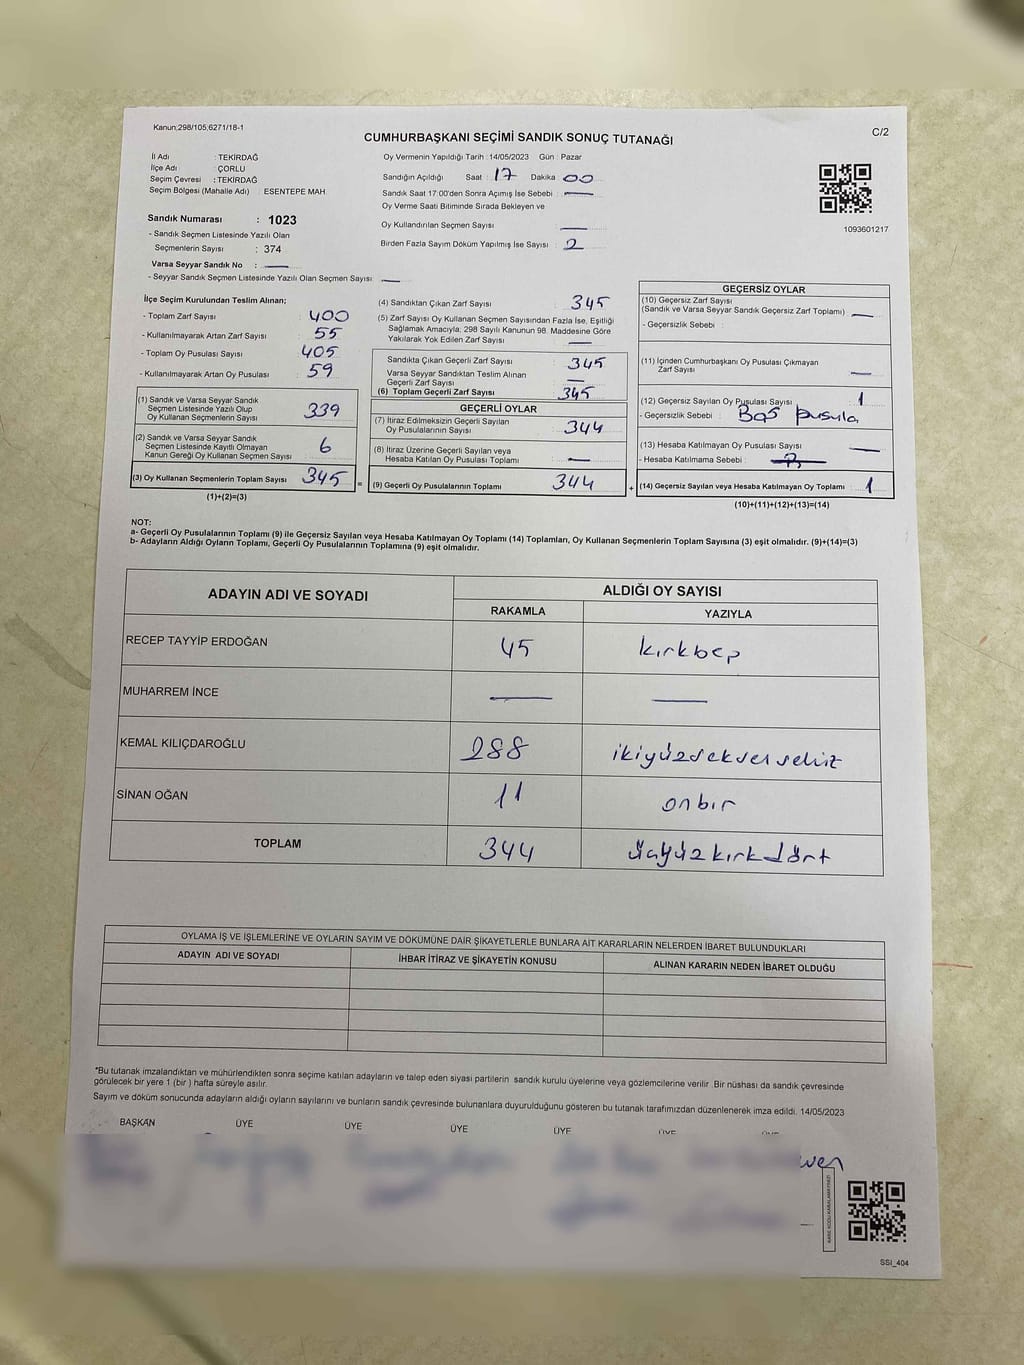 Kanun;298/105;6271/18-1
C/2
CUMHURBAŞKANI SEÇİMİ SANDIK SONUÇ TUTANAĞI
İl Adı : TEKİRDAĞ
İlçe Adı : ÇORLU
Seçim Çevresi : TEKİRDAĞ
Seçim Bölgesi (Mahalle Adı) : ESENTEPE MAH.
Sandık Numarası : 1023
- Sandık Seçmen Listesinde Yazılı Olan
Seçmenlerin Sayısı : 374
Varsa Seyyar Sandık No : —
- Seyyar Sandık Seçmen Listesinde Yazılı Olan Seçmen Sayısı: —
Oy Vermenin Yapıldığı Tarih : 14/05/2023 Gün : Pazar
Sandığın Açıldığı Saat : 17 Dakika : 00
Sandık Saat 17:00'den Sonra Açımış İse Sebebi : —
Oy Verme Saati Bitiminde Sırada Bekleyen ve
Oy Kullandırılan Seçmen Sayısı : —
Birden Fazla Sayım Döküm Yapılmış İse Sayısı : 2
1093601217
İlçe Seçim Kurulundan Teslim Alınan;
- Toplam Zarf Sayısı : 400
- Kullanılmayarak Artan Zarf Sayısı : 55
- Toplam Oy Pusulası Sayısı : 405
- Kullanılmayarak Artan Oy Pusulası : 59
(1) Sandık ve Varsa Seyyar Sandık
Seçmen Listesinde Yazılı Olup
Oy Kullanan Seçmenlerin Sayısı : 339
(2) Sandık ve Varsa Seyyar Sandık
Seçmen Listesinde Kayıtlı Olmayan
Kanun Gereği Oy Kullanan Seçmen Sayısı : 6
(3) Oy Kullanan Seçmenlerin Toplam Sayısı : 345 =
(1)+(2)=(3)
(4) Sandıktan Çıkan Zarf Sayısı : 345
(5) Zarf Sayısı Oy Kullanan Seçmen Sayısından Fazla İse, Eşitliği
Sağlamak Amacıyla; 298 Sayılı Kanunun 98. Maddesine Göre
Yakılarak Yok Edilen Zarf Sayısı : —
Sandıkta Çıkan Geçerli Zarf Sayısı : 345
Varsa Seyyar Sandıktan Teslim Alınan
Geçerli Zarf Sayısı : —
(6) Toplam Geçerli Zarf Sayısı : 345
GEÇERLİ OYLAR
(7) İtiraz Edilmeksizin Geçerli Sayılan
Oy Pusulalarının Sayısı : 344
(8) İtiraz Üzerine Geçerli Sayılan veya
Hesaba Katılan Oy Pusulası Toplamı : —
(9) Geçerli Oy Pusulalarının Toplamı : 344 +
GEÇERSİZ OYLAR
(10) Geçersiz Zarf Sayısı
(Sandık ve Varsa Seyyar Sandık Geçersiz Zarf Toplamı) : —
- Geçersizlik Sebebi :
(11) İçinden Cumhurbaşkanı Oy Pusulası Çıkmayan
Zarf Sayısı : —
(12) Geçersiz Sayılan Oy Pusulası Sayısı : 1
- Geçersizlik Sebebi : Boş pusula
(13) Hesaba Katılmayan Oy Pusulası Sayısı : —
- Hesaba Katılmama Sebebi :
(14) Geçersiz Sayılan veya Hesaba Katılmayan Oy Toplamı : 1
(10)+(11)+(12)+(13)=(14)
NOT:
a- Geçerli Oy Pusulalarının Toplamı (9) ile Geçersiz Sayılan veya Hesaba Katılmayan Oy Toplamı (14) Toplamları, Oy Kullanan Seçmenlerin Toplam Sayısına (3) eşit olmalıdır. (9)+(14)=(3)
b- Adayların Aldığı Oyların Toplamı, Geçerli Oy Pusulalarının Toplamına (9) eşit olmalıdır.
ADAYIN ADI VE SOYADI ALDIĞI OY SAYISI
RAKAMLA YAZIYLA
RECEP TAYYİP ERDOĞAN 45 kırkbeş
MUHARREM İNCE — —
KEMAL KILIÇDAROĞLU 288 ikiyüzseksensekiz
SİNAN OĞAN 11 onbir
TOPLAM 344 üçyüzkırkdört
OYLAMA İŞ VE İŞLEMLERİNE VE OYLARIN SAYIM VE DÖKÜMÜNE DAİR ŞİKAYETLERLE BUNLARA AİT KARARLARIN NELERDEN İBARET BULUNDUKLARI
ADAYIN ADI VE SOYADI İHBAR İTİRAZ VE ŞİKAYETİN KONUSU ALINAN KARARIN NEDEN İBARET OLDUĞU
*Bu tutanak imzalandıktan ve mühürlendikten sonra seçime katılan adayların ve talep eden siyasi partilerin sandık kurulu üyelerine veya gözlemcilerine verilir. Bir nüshası da sandık çevresinde
görülecek bir yere 1 (bir ) hafta süreyle asılır.
Sayım ve döküm sonucunda adayların aldığı oyların sayılarını ve bunların sandık çevresinde bulunanlara duyurulduğunu gösteren bu tutanak tarafımızdan düzenlenerek imza edildi. 14/05/2023
BAŞKAN ÜYE ÜYE ÜYE ÜYE ÜYE ÜYE
SSI_404